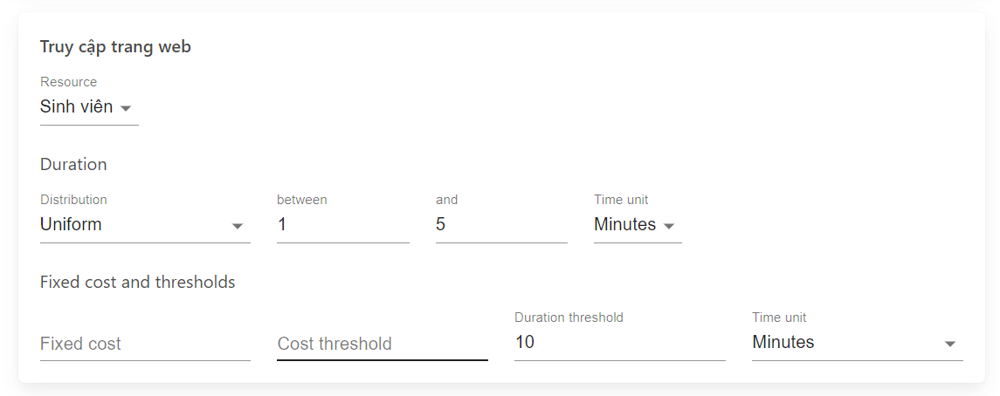 Truy cập trang web
Resource
Sinh viên
Duration
Distribution between and Time unit
Uniform 1 5 Minutes
Fixed cost and thresholds
Duration threshold Time unit
Fixed cost Cost threshold 10 Minutes